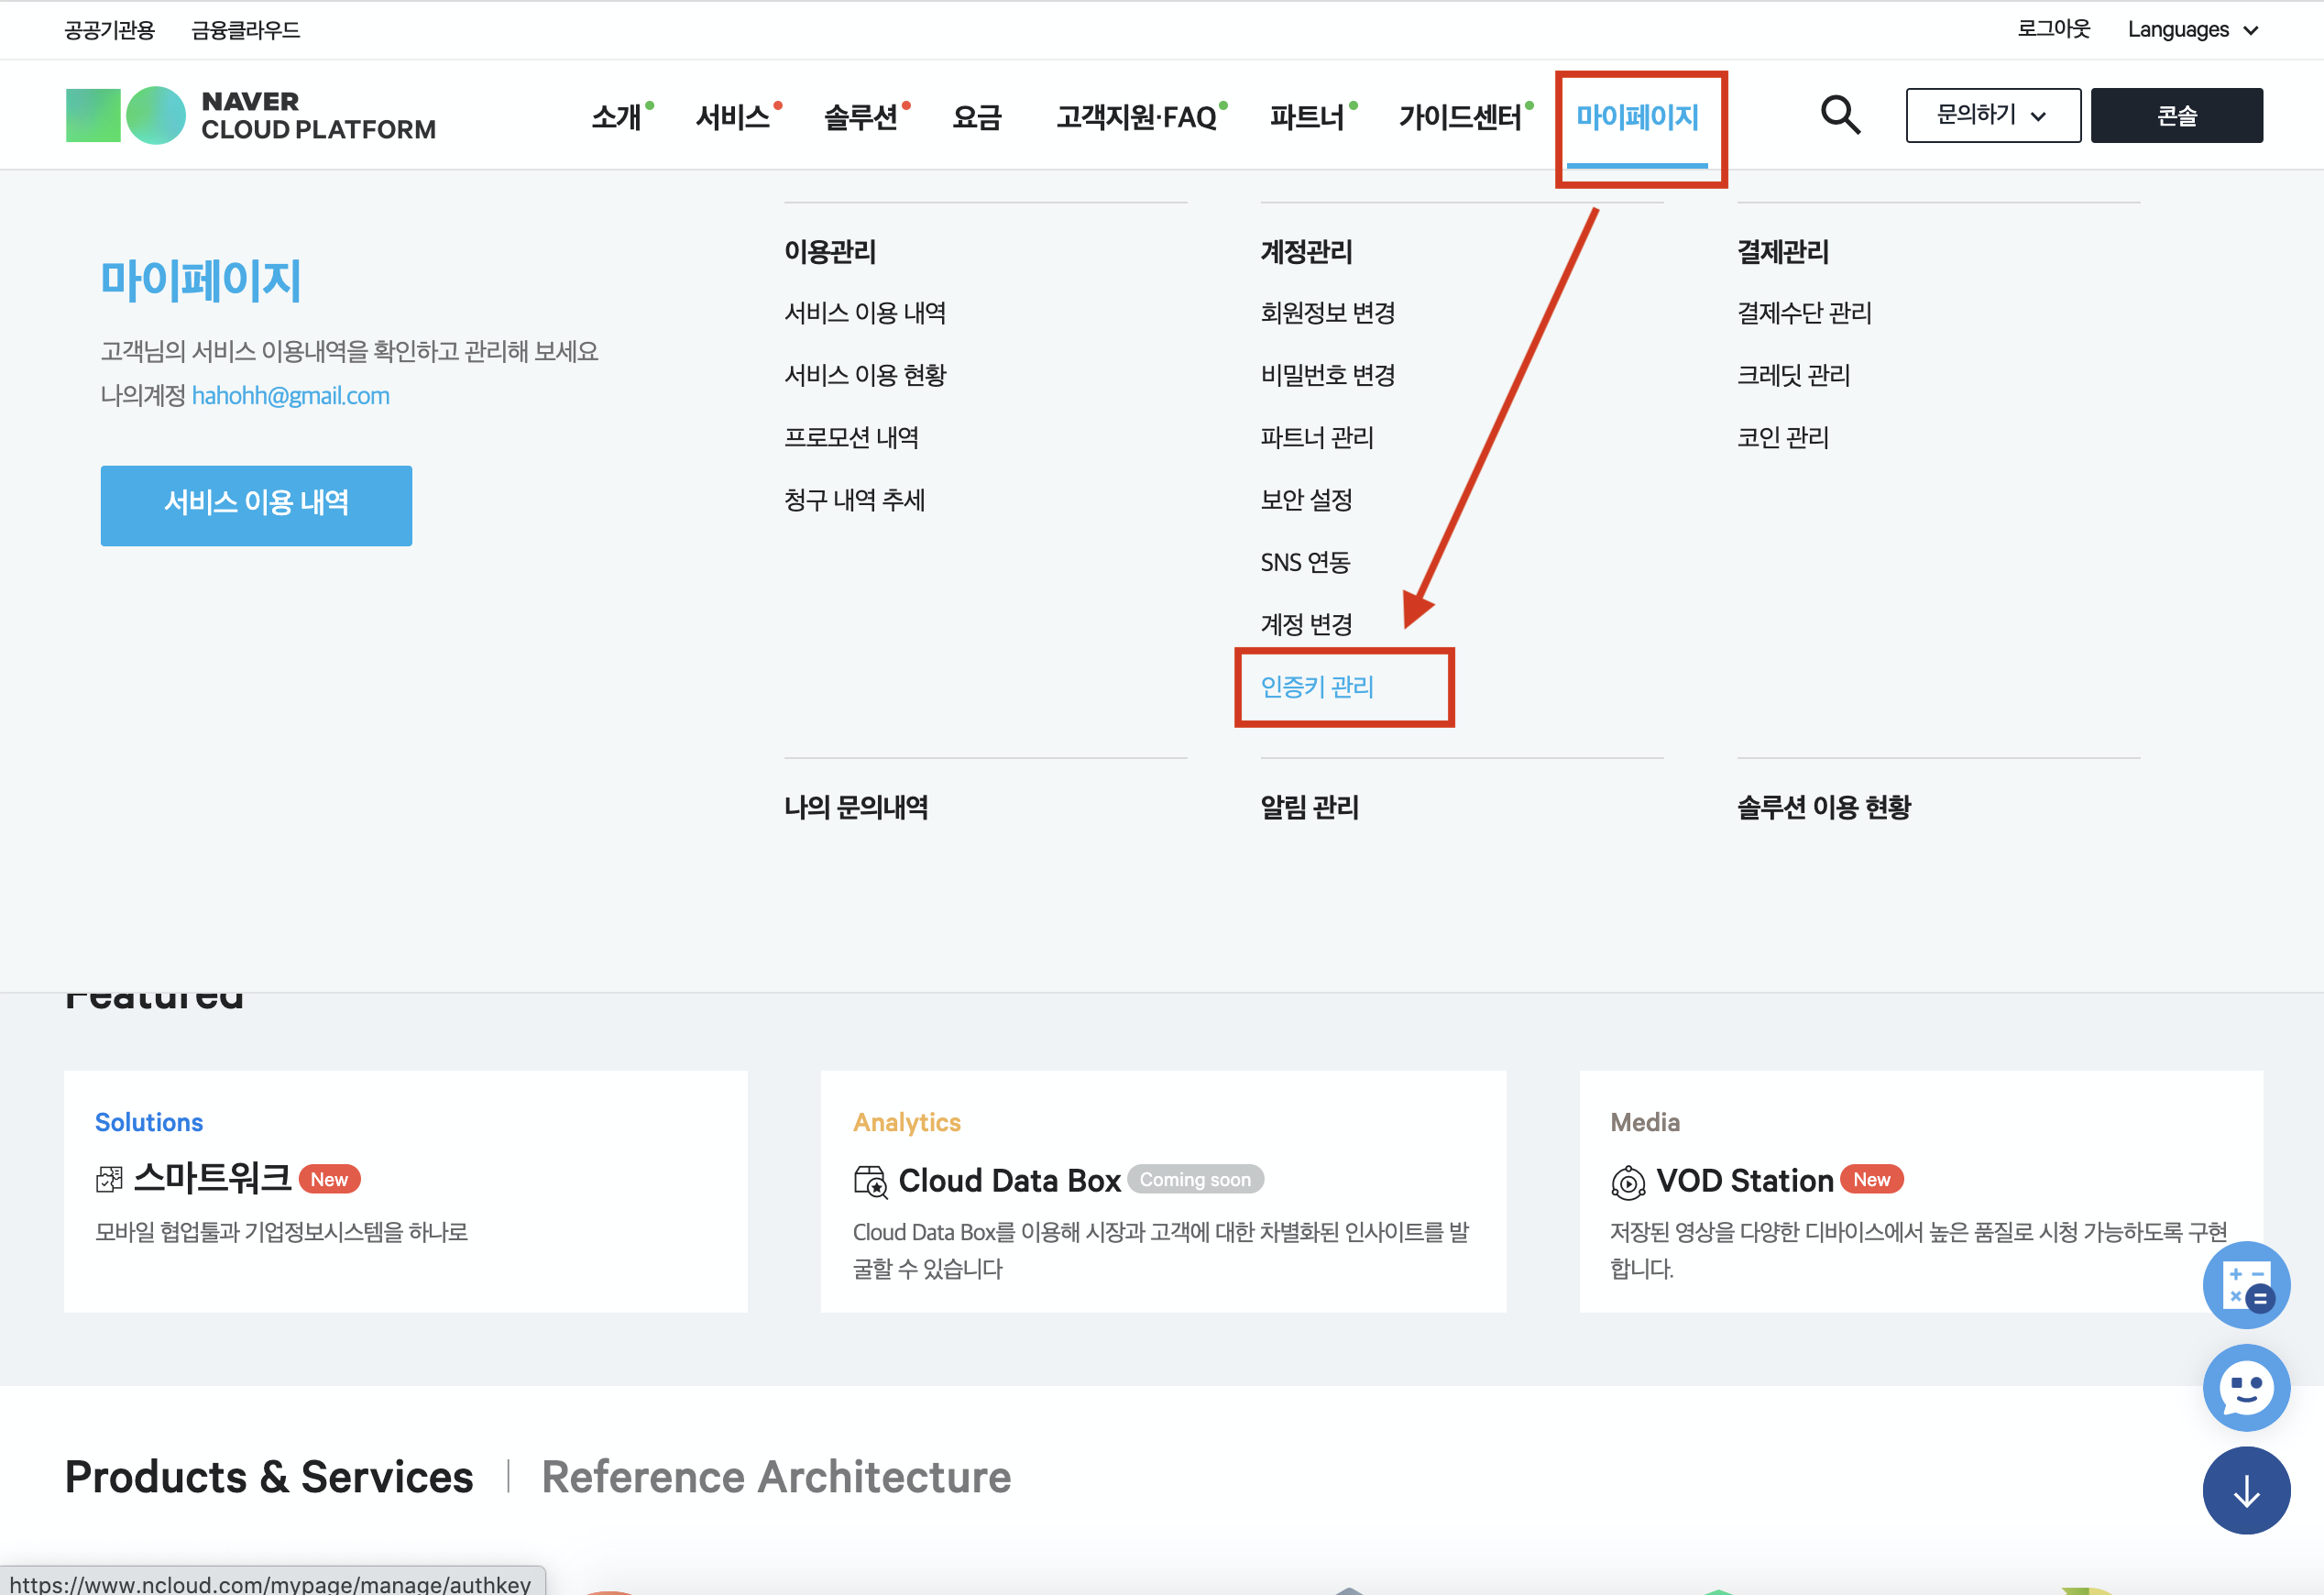 공공기관용 금융클라우드 로그아웃 Languages
NAVER
CLOUD PLATFORM
소개 서비스 솔루션 요금 고객지원·FAQ 파트너 가이드센터 마이페이지 문의하기 콘솔
마이페이지
고객님의 서비스 이용내역을 확인하고 관리해 보세요
나의계정 hahohh@gmail.com
서비스 이용 내역
이용관리
서비스 이용 내역
서비스 이용 현황
프로모션 내역
청구 내역 추세
계정관리
회원정보 변경
비밀번호 변경
파트너 관리
보안 설정
SNS 연동
계정 변경
인증키 관리
결제관리
결제수단 관리
크레딧 관리
코인 관리
나의 문의내역
알림 관리
솔루션 이용 현황
Featured
Solutions
스마트워크 New
모바일 협업툴과 기업정보시스템을 하나로
Analytics
Cloud Data Box Coming soon
Cloud Data Box를 이용해 시장과 고객에 대한 차별화된 인사이트를 발
굴할 수 있습니다
Media
VOD Station New
저장된 영상을 다양한 디바이스에서 높은 품질로 시청 가능하도록 구현
합니다.
Products & Services | Reference Architecture
https://www.ncloud.com/mypage/manage/authkey